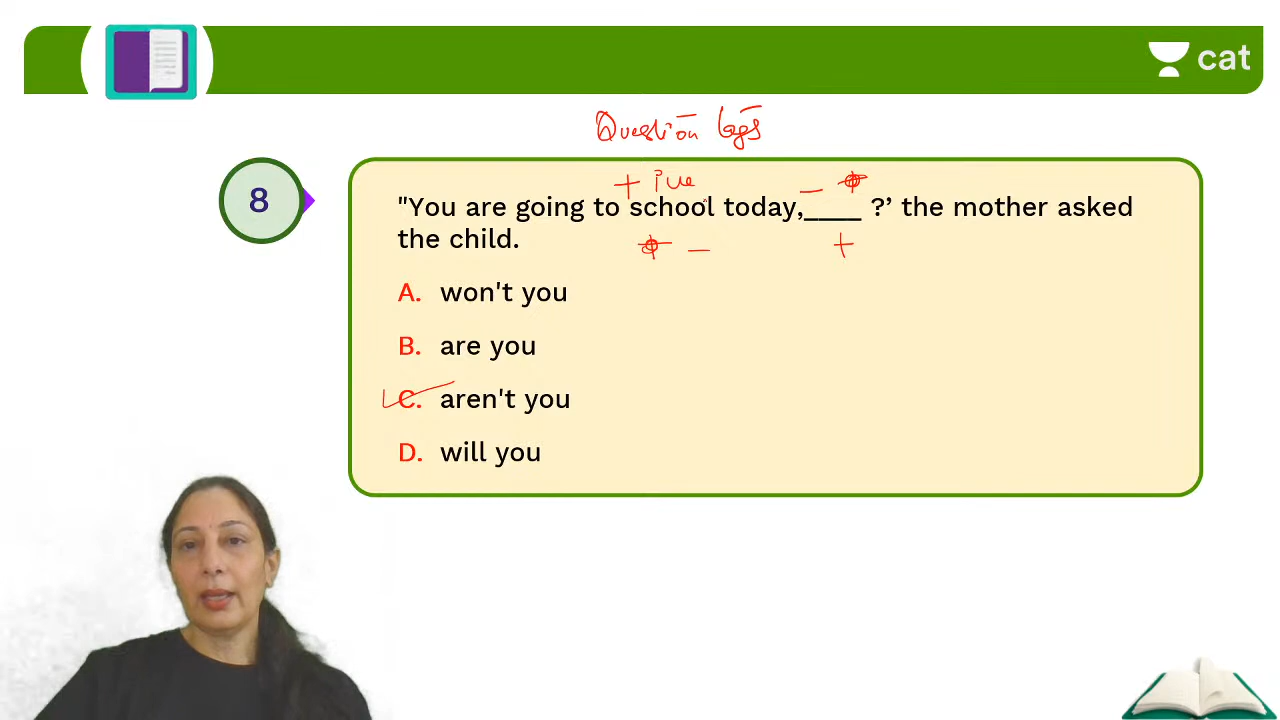 cat
Question tags
+ ive
-
8
"You are going to school today,____ ?’ the mother asked
the child.
- +
A. won't you
B. are you
C. aren't you
D. will you